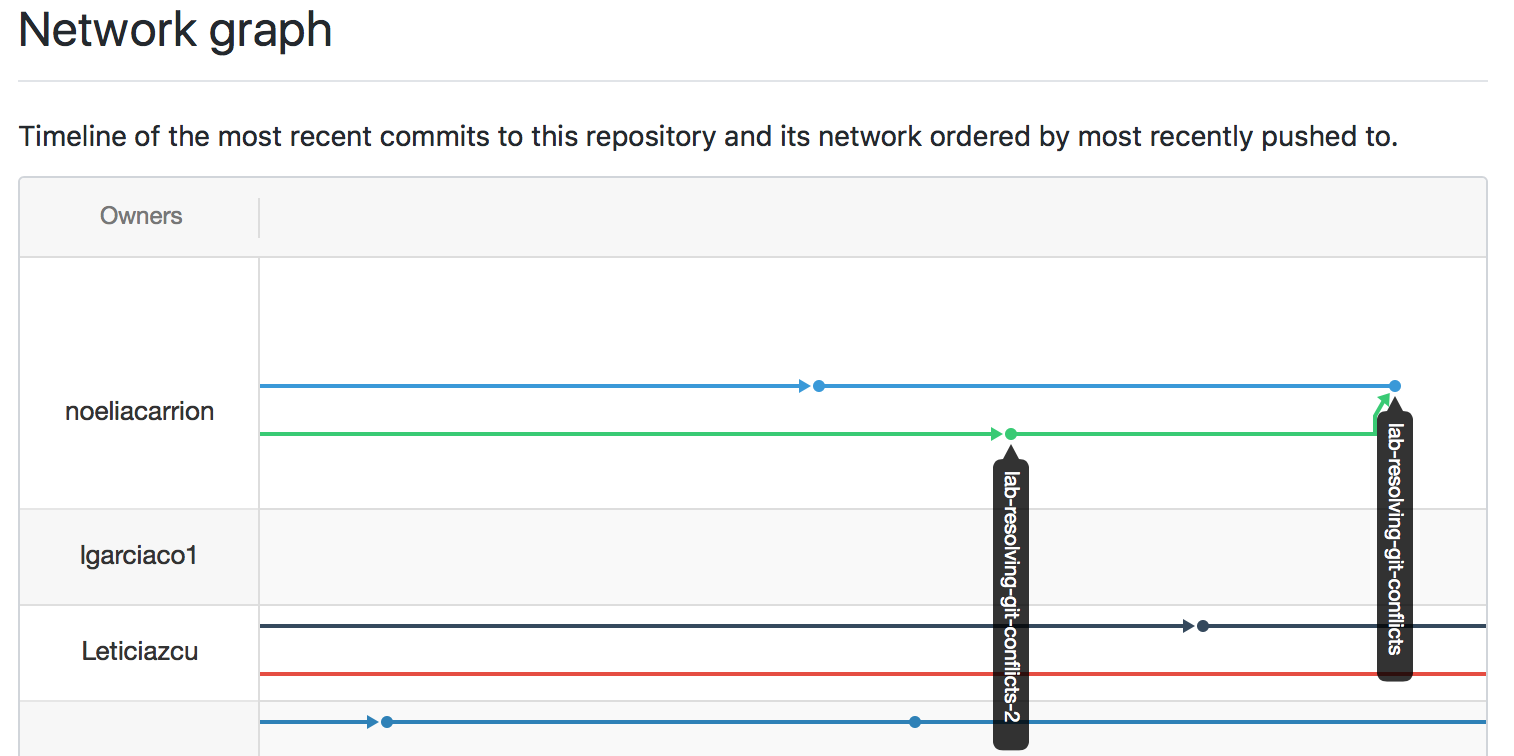 Network graph
Timeline of the most recent commits to this repository and its network ordered by most recently pushed to.
Owners
noeliacarrion
lab-resolving-git-conflicts
lab-resolving-git-conflicts-2
lgarciaco1
Leticiazcu